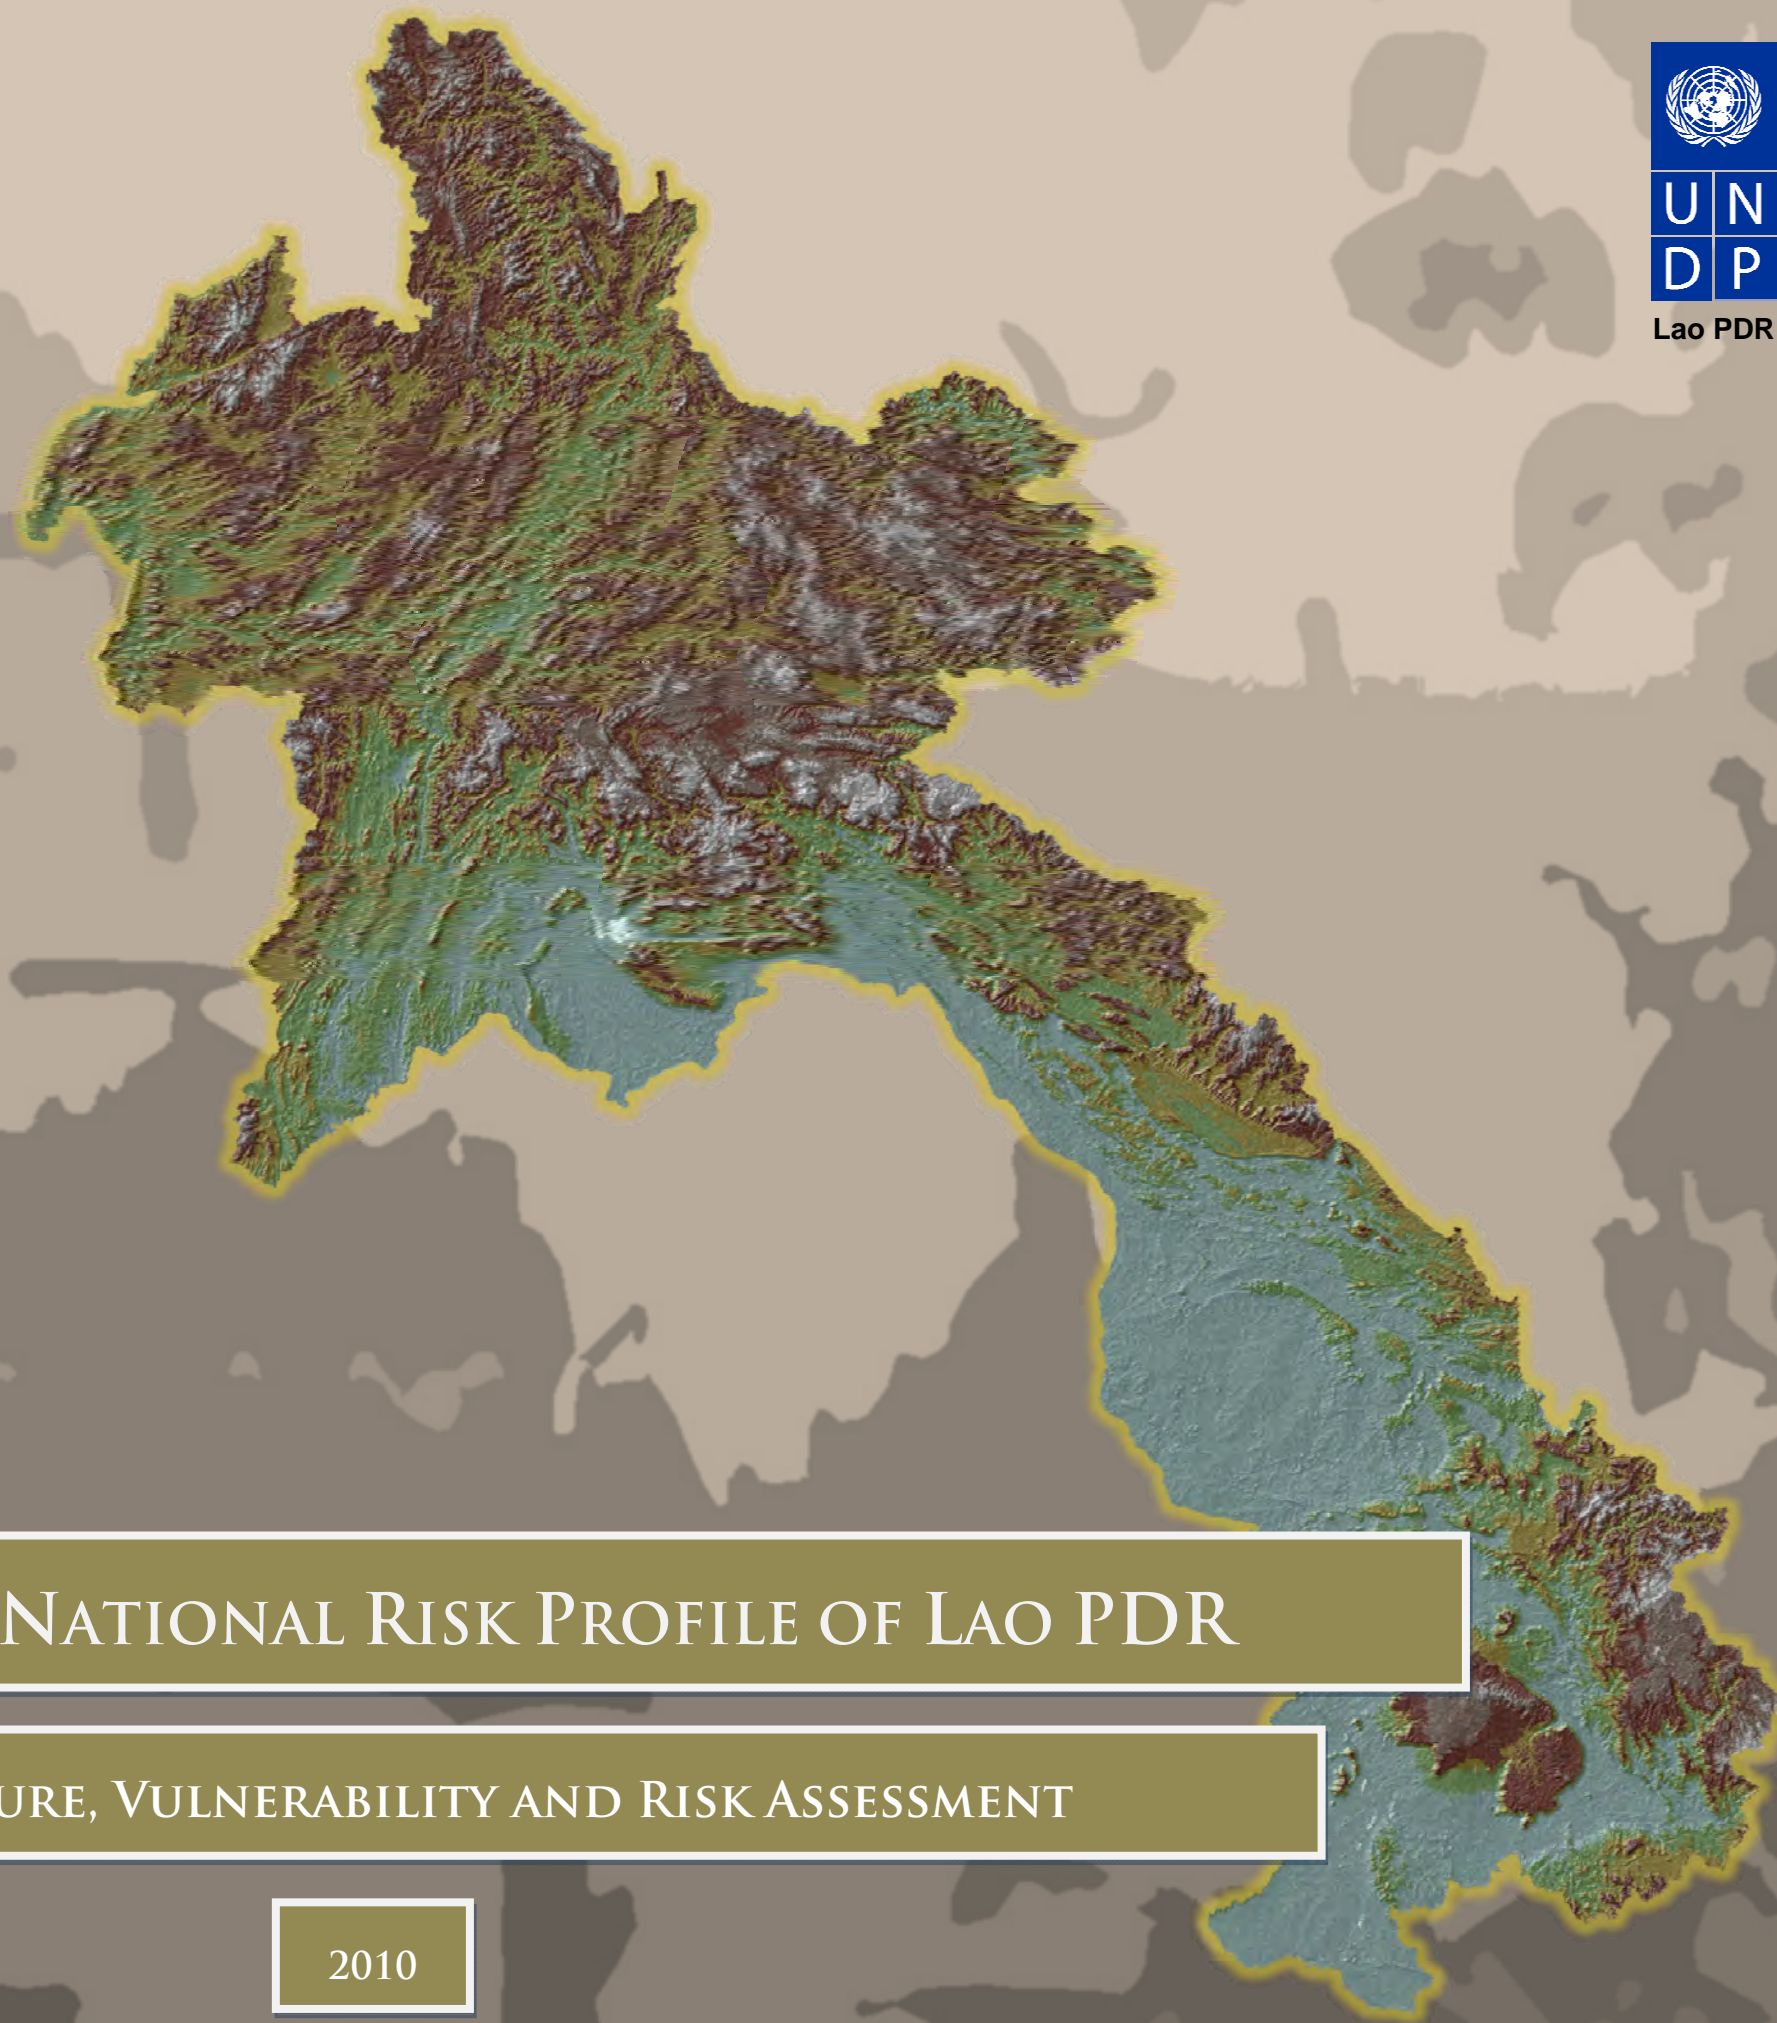 UN
DP
Lao PDR
National Risk Profile of Lao PDR
ure, Vulnerability and Risk Assessment
2010